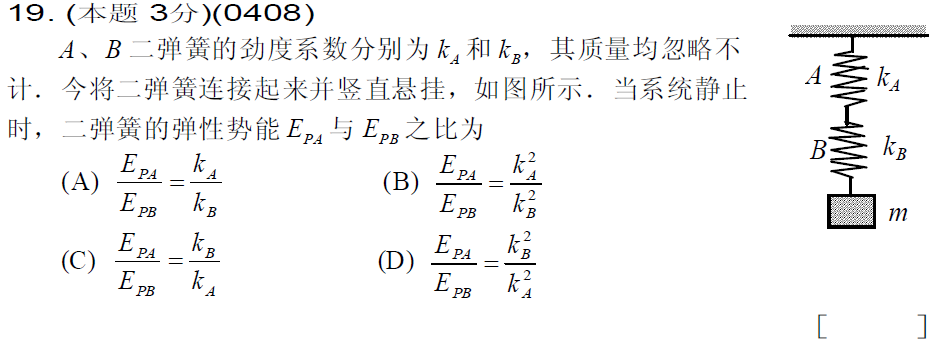 19. (本题 3分)(0408)
A、B 二弹簧的劲度系数分别为 k_A 和 k_B，其质量均忽略不
计．今将二弹簧连接起来并竖直悬挂，如图所示．当系统静止
时，二弹簧的弹性势能 E_PA 与 E_PB 之比为
(A) E_PA/E_PB = k_A/k_B (B) E_PA/E_PB = k_A^2/k_B^2
(C) E_PA/E_PB = k_B/k_A (D) E_PA/E_PB = k_B^2/k_A^2
[ ]
A k_A
B k_B
m